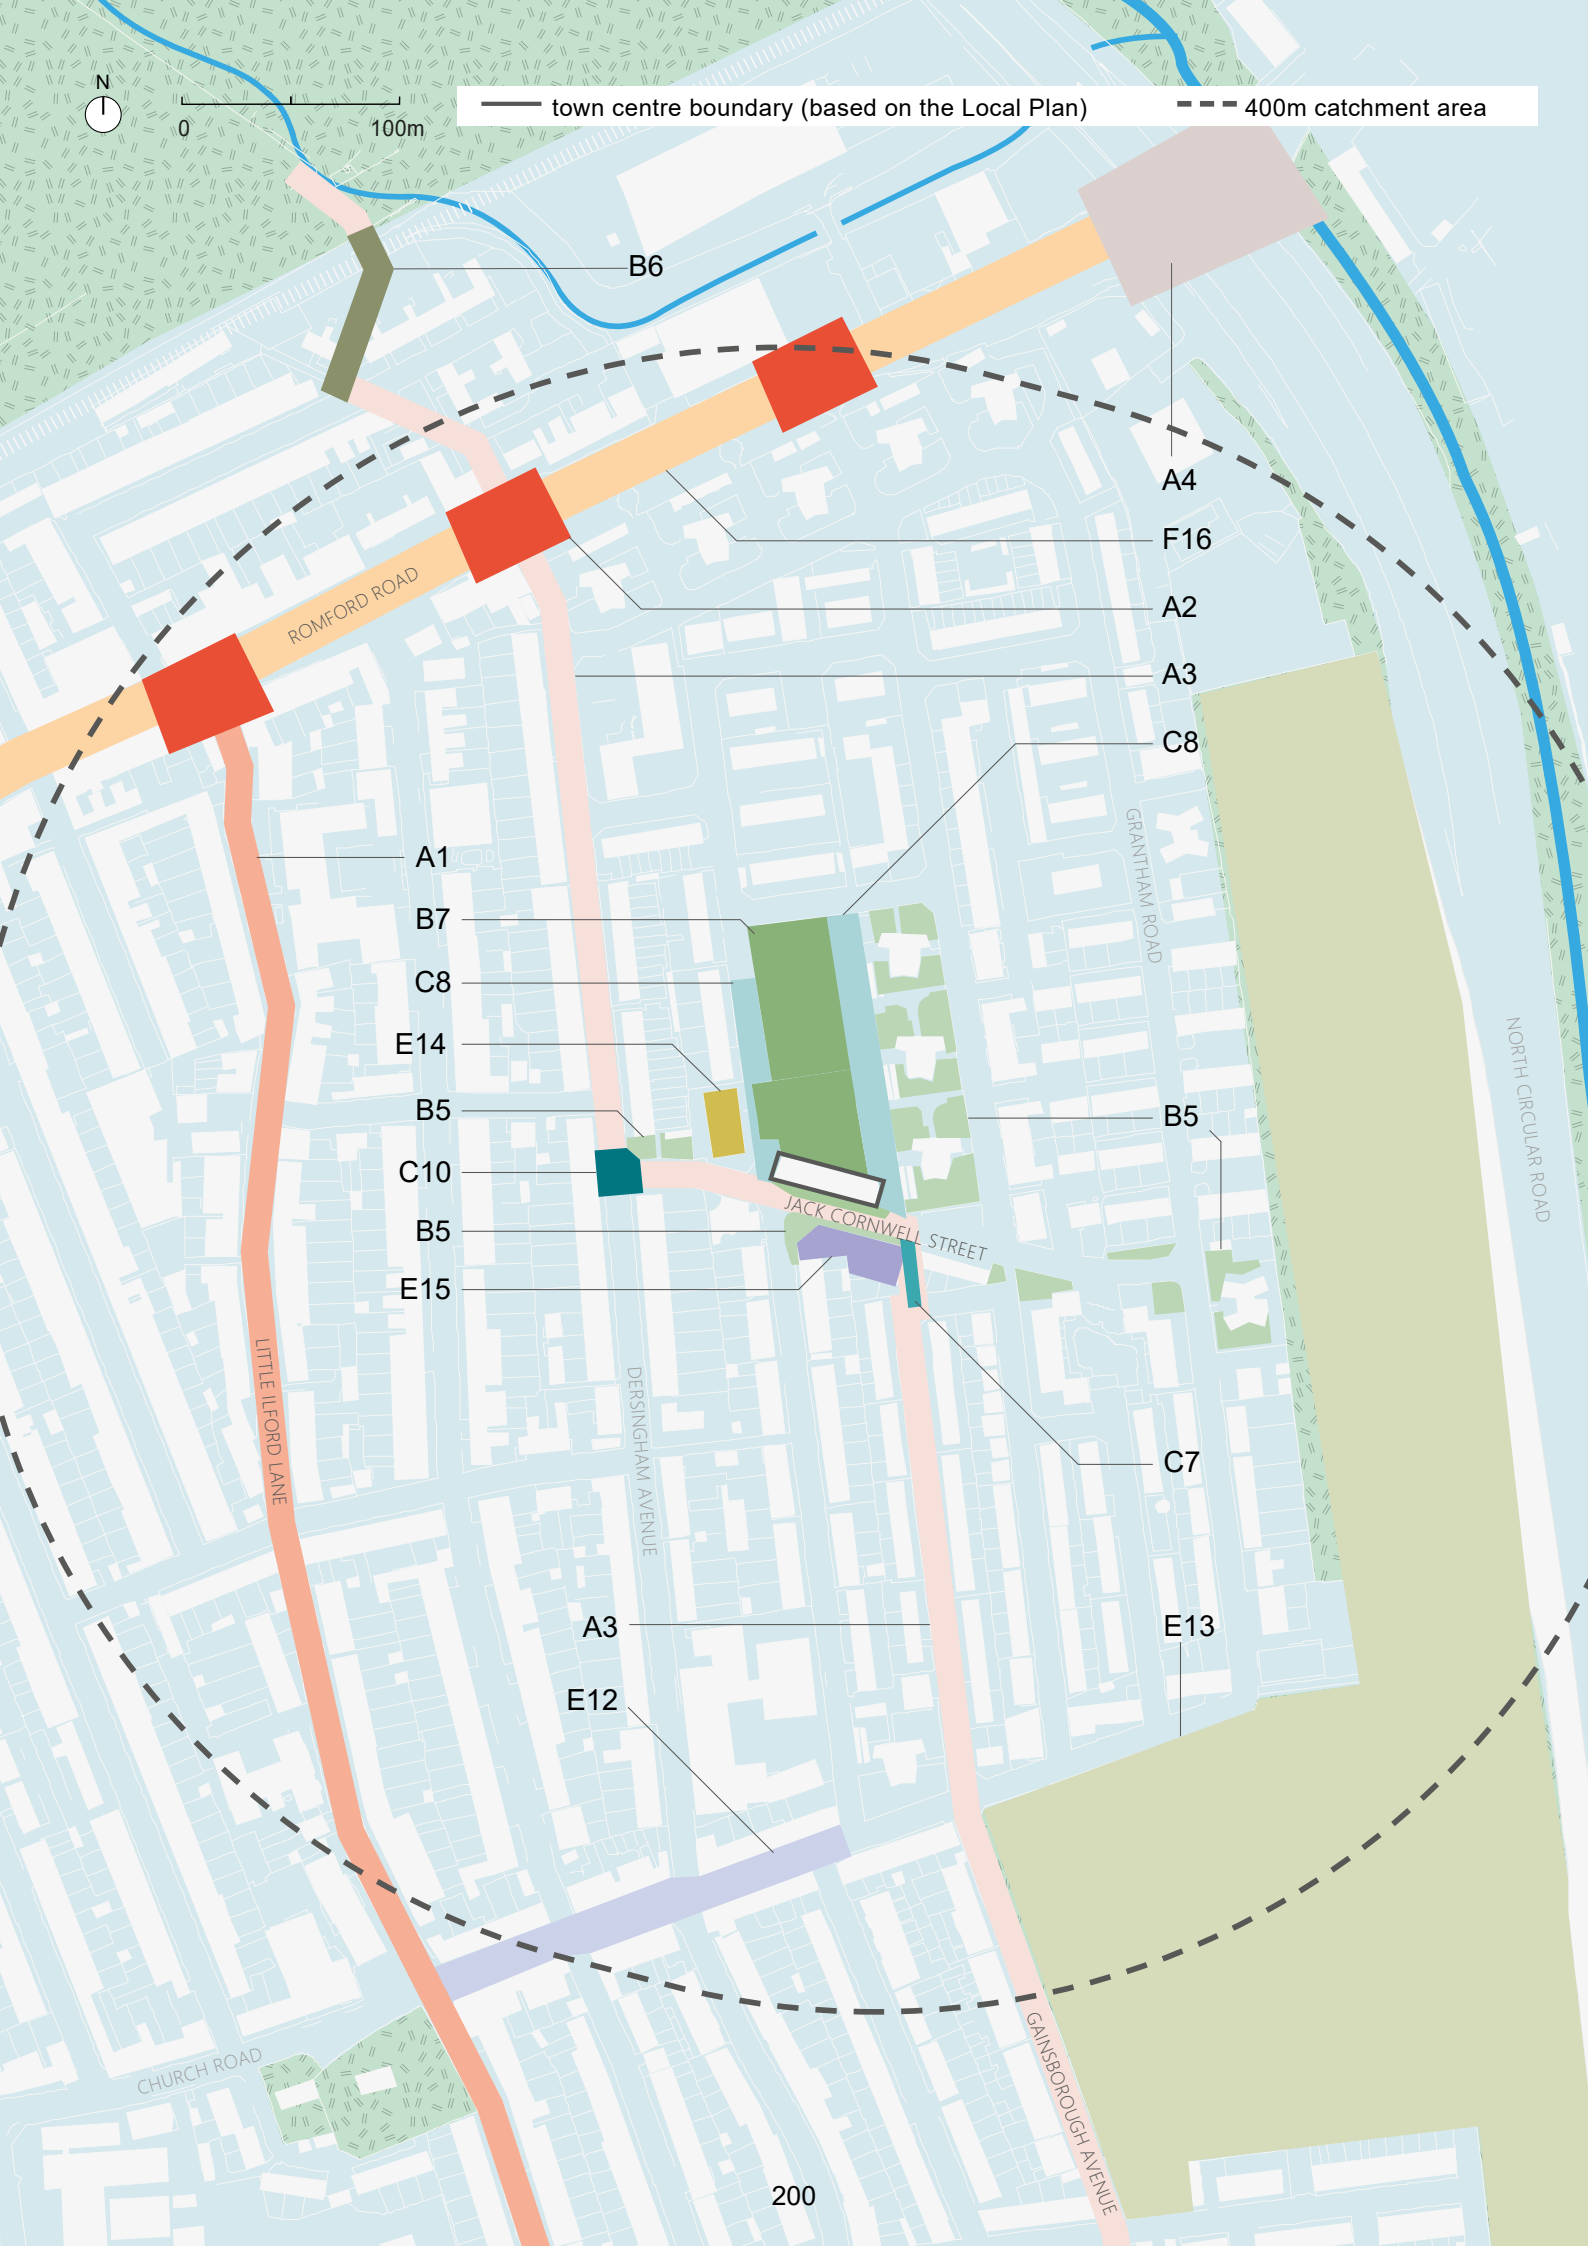 N
0
100m
town centre boundary (based on the Local Plan)
400m catchment area
B6
A4
F16
ROMFORD ROAD
A2
A3
C8
GRANTHAM ROAD
A1
B7
C8
E14
B5
B5
C10
NORTH CIRCULAR ROAD
JACK CORNWELL STREET
B5
E15
LITTLE ILFORD LANE
DERSINGHAM AVENUE
C7
A3
E13
E12
CHURCH ROAD
GAINSBOROUGH AVENUE
200